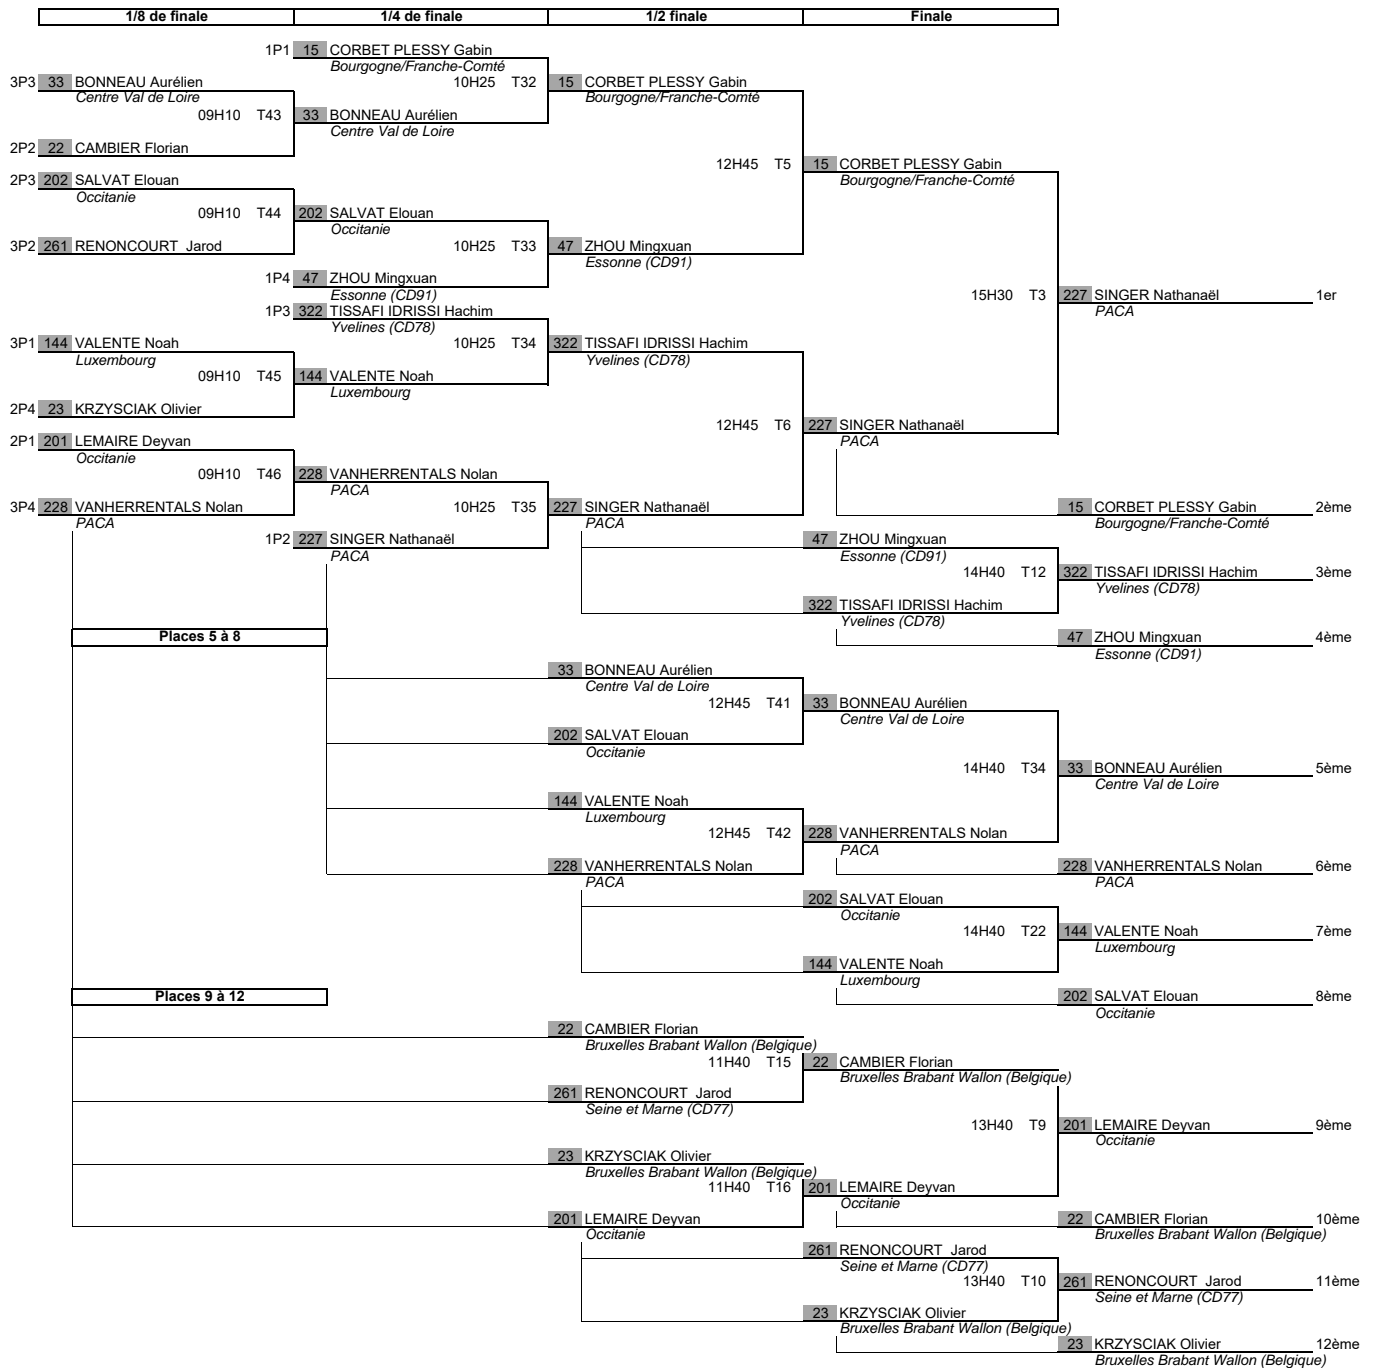 1/8 de finale 1/4 de finale 1/2 finale Finale
1P1 15 CORBET PLESSY Gabin
Bourgogne/Franche-Comté
3P3 33 BONNEAU Aurélien 10H25 T32 15 CORBET PLESSY Gabin
Centre Val de Loire Bourgogne/Franche-Comté
09H10 T43 33 BONNEAU Aurélien
Centre Val de Loire
2P2 22 CAMBIER Florian
12H45 T5 15 CORBET PLESSY Gabin
2P3 202 SALVAT Elouan Bourgogne/Franche-Comté
Occitanie
09H10 T44 202 SALVAT Elouan
Occitanie
3P2 261 RENONCOURT Jarod 10H25 T33 47 ZHOU Mingxuan
Essonne (CD91)
1P4 47 ZHOU Mingxuan
Essonne (CD91) 15H30 T3 227 SINGER Nathanaël 1er
1P3 322 TISSAFI IDRISSI Hachim PACA
Yvelines (CD78)
3P1 144 VALENTE Noah 10H25 T34 322 TISSAFI IDRISSI Hachim
Luxembourg Yvelines (CD78)
09H10 T45 144 VALENTE Noah
Luxembourg
2P4 23 KRZYSCIAK Olivier
12H45 T6 227 SINGER Nathanaël
2P1 201 LEMAIRE Deyvan PACA
Occitanie
09H10 T46 228 VANHERRENTALS Nolan
PACA
3P4 228 VANHERRENTALS Nolan 10H25 T35 227 SINGER Nathanaël 15 CORBET PLESSY Gabin 2ème
PACA PACA Bourgogne/Franche-Comté
1P2 227 SINGER Nathanaël 47 ZHOU Mingxuan
PACA Essonne (CD91)
14H40 T12 322 TISSAFI IDRISSI Hachim 3ème
Yvelines (CD78)
322 TISSAFI IDRISSI Hachim
Yvelines (CD78)
Places 5 à 8 47 ZHOU Mingxuan 4ème
Essonne (CD91)
33 BONNEAU Aurélien
Centre Val de Loire
12H45 T41 33 BONNEAU Aurélien
Centre Val de Loire
202 SALVAT Elouan
Occitanie
14H40 T34 33 BONNEAU Aurélien 5ème
Centre Val de Loire
144 VALENTE Noah
Luxembourg
12H45 T42 228 VANHERRENTALS Nolan
PACA
228 VANHERRENTALS Nolan 228 VANHERRENTALS Nolan 6ème
PACA PACA
202 SALVAT Elouan
Occitanie
14H40 T22 144 VALENTE Noah 7ème
Luxembourg
144 VALENTE Noah
Luxembourg
Places 9 à 12 202 SALVAT Elouan 8ème
Occitanie
22 CAMBIER Florian
Bruxelles Brabant Wallon (Belgique)
11H40 T15 22 CAMBIER Florian
Bruxelles Brabant Wallon (Belgique)
261 RENONCOURT Jarod
Seine et Marne (CD77)
13H40 T9 201 LEMAIRE Deyvan 9ème
Occitanie
23 KRZYSCIAK Olivier
Bruxelles Brabant Wallon (Belgique)
11H40 T16 201 LEMAIRE Deyvan
Occitanie
201 LEMAIRE Deyvan 22 CAMBIER Florian 10ème
Occitanie Bruxelles Brabant Wallon (Belgique)
261 RENONCOURT Jarod
Seine et Marne (CD77)
13H40 T10 261 RENONCOURT Jarod 11ème
Seine et Marne (CD77)
23 KRZYSCIAK Olivier
Bruxelles Brabant Wallon (Belgique)
23 KRZYSCIAK Olivier 12ème
Bruxelles Brabant Wallon (Belgique)